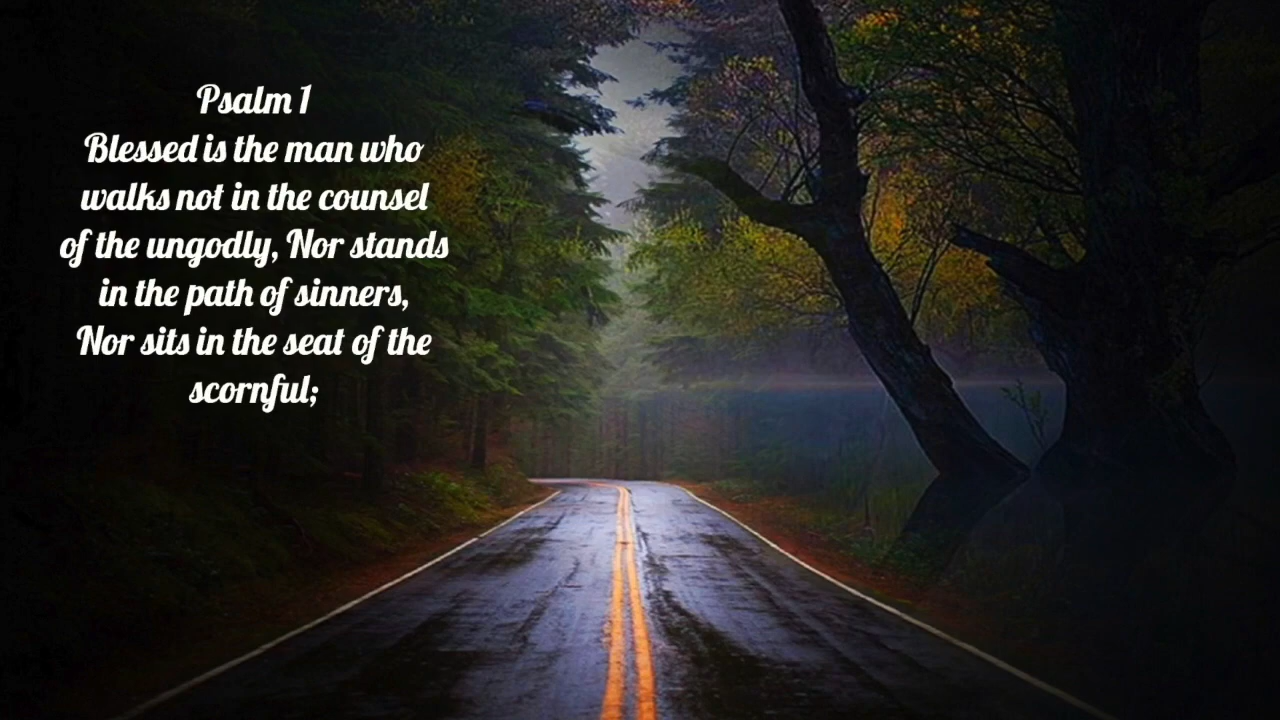 Psalm 1
Blessed is the man who
walks not in the counsel
of the ungodly, Nor stands
in the path of sinners,
Nor sits in the seat of the
scornful;